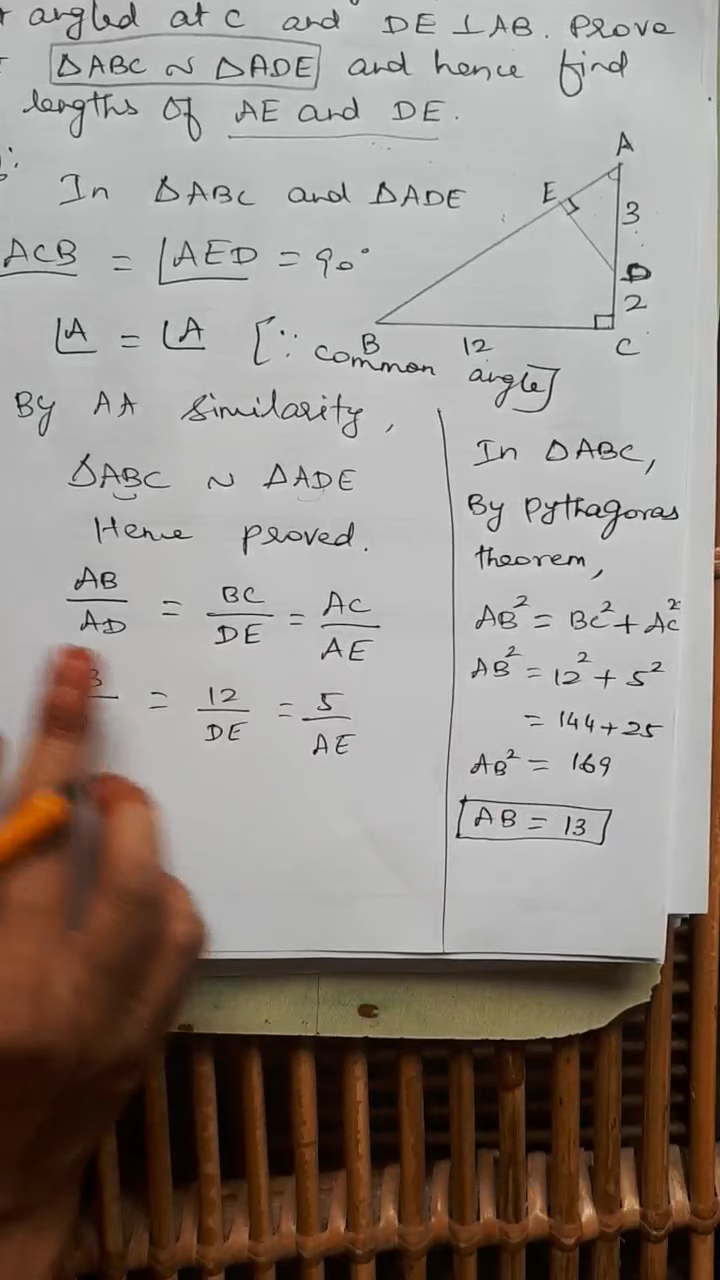 angled at C and DE ⊥ AB. Prove
ΔABC ~ ΔADE and hence find
lengths of AE and DE.
In ΔABC and ΔADE
ACB = ∠AED = 90°
∠A = ∠A [∵ common angle]
By AA similarity,
ΔABC ~ ΔADE
Hence proved.
AB/AD = BC/DE = AC/AE
3 = 12/DE = 5/AE
A
E
3
D
2
B
12
C
In ΔABC,
By Pythagoras
theorem,
AB² = BC² + AC²
AB² = 12² + 5²
= 144 + 25
AB² = 169
AB = 13